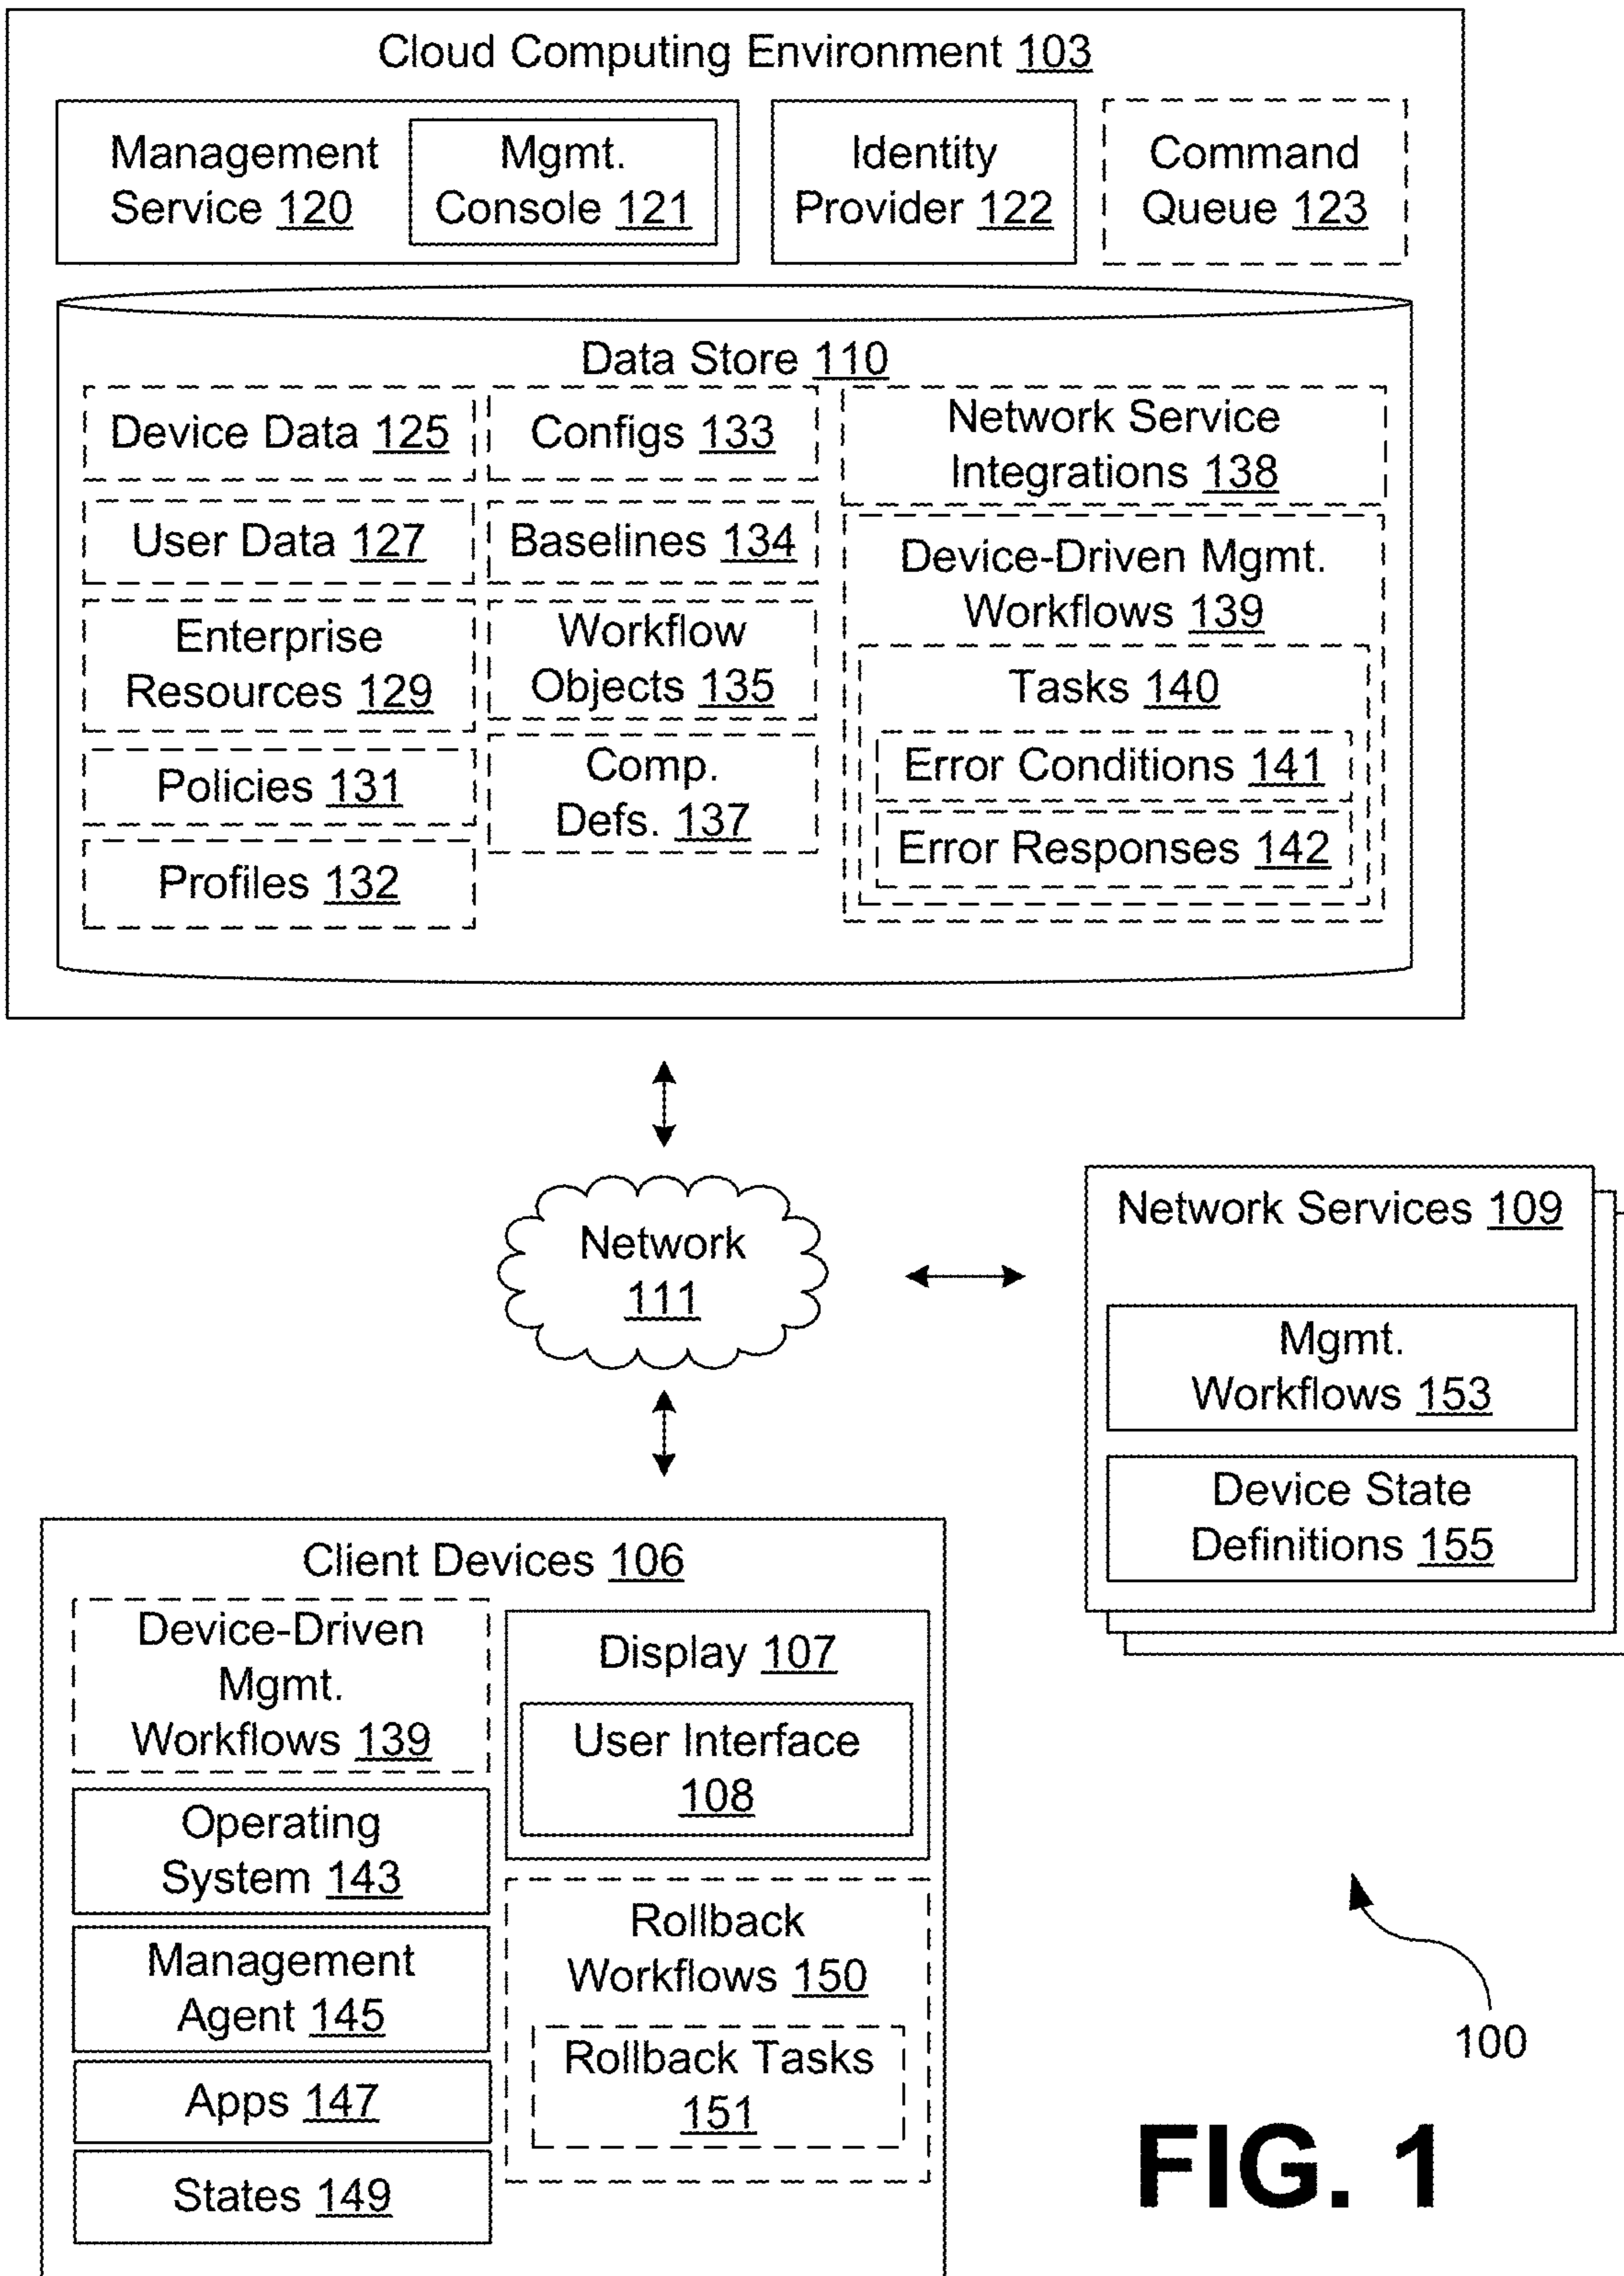 Cloud Computing Environment 103
Management
Service 120
Mgmt.
Console 121
Identity
Provider 122
Command
Queue 123
Data Store 110
Device Data 125
User Data 127
Enterprise
Resources 129
Policies 131
Profiles 132
Configs 133
Baselines 134
Workflow
Objects 135
Comp.
Defs. 137
Network Service
Integrations 138
Device-Driven Mgmt.
Workflows 139
Tasks 140
Error Conditions 141
Error Responses 142
Network
111
Network Services 109
Mgmt.
Workflows 153
Device State
Definitions 155
Client Devices 106
Device-Driven
Mgmt.
Workflows 139
Operating
System 143
Management
Agent 145
Apps 147
States 149
Display 107
User Interface
108
Rollback
Workflows 150
Rollback Tasks
151
100
FIG. 1